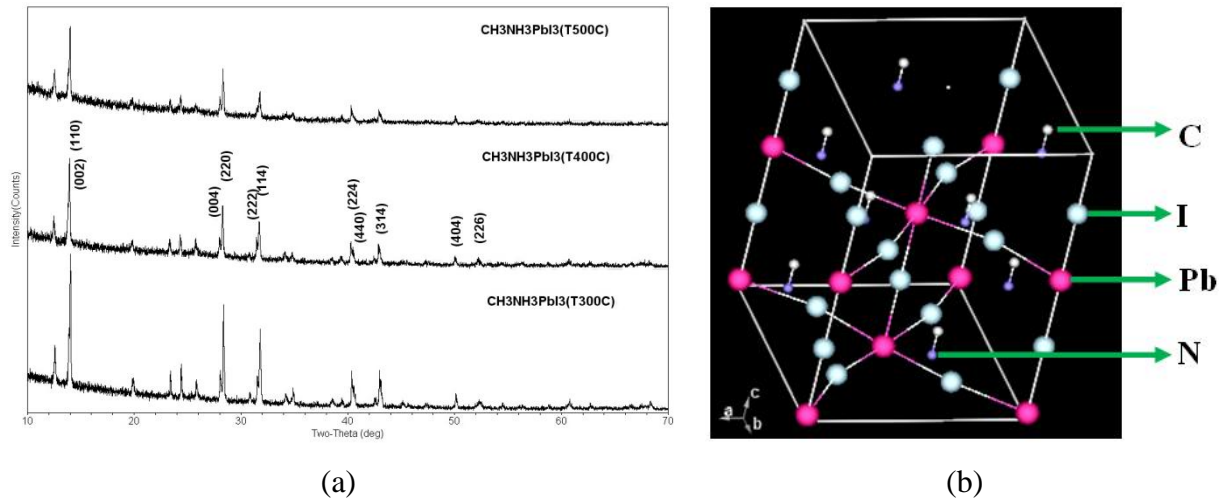 CH3NH3PbI3(T500C)
(110)
(002)
CH3NH3PbI3(T400C)
(004)
(220)
(222)
(114)
(224)
(440)
(314)
(404)
(226)
CH3NH3PbI3(T300C)
Intensity(Counts)
10 20 30 40 50 60 70
Two-Theta (deg)
C
I
Pb
N
c
a
b
(a) (b)